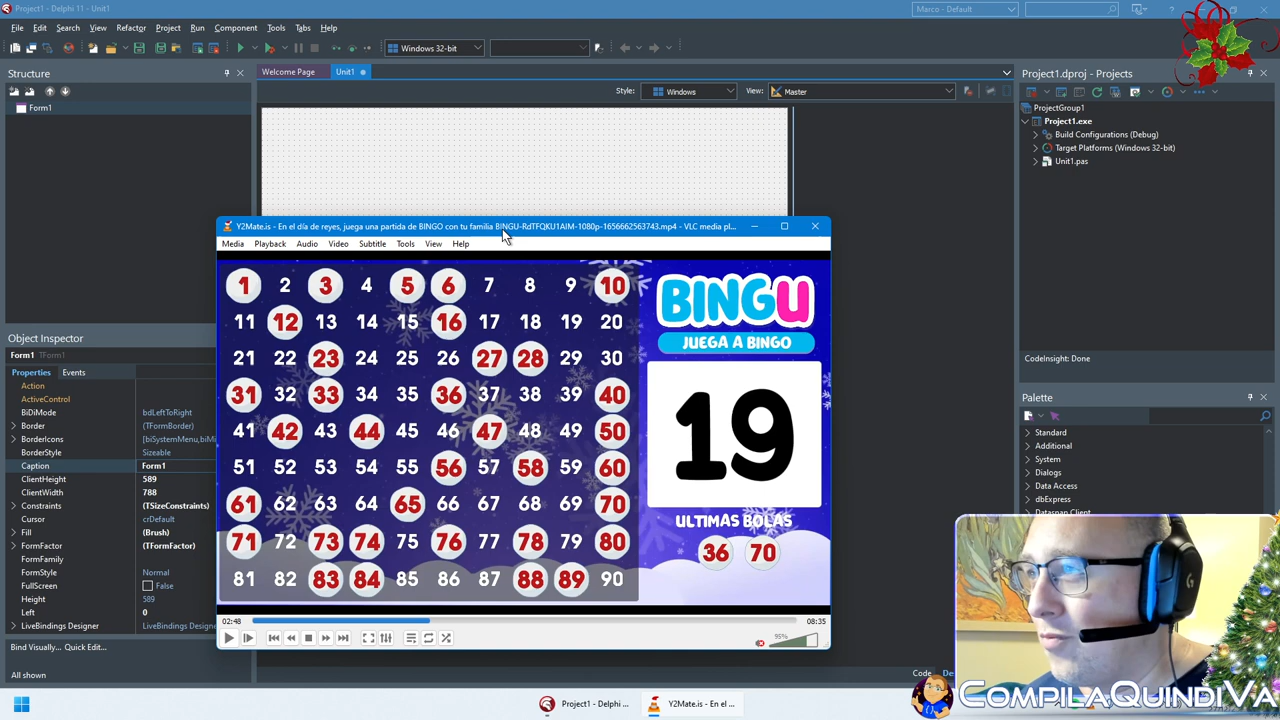 Project1 - Delphi 11 - Unit1
Marco - Default
File Edit Search View Refactor Project Run Component Tools Tabs Help
Windows 32-bit
Structure
Form1
Welcome Page Unit1
Style: Windows View: Master
Project1.dproj - Projects
ProjectGroup1
Project1.exe
Build Configurations (Debug)
Target Platforms (Windows 32-bit)
Unit1.pas
CodeInsight: Done
Y2Mate.is - En el día de reyes, juega una partida de BINGO con tu familia BINGU-RdTFQKU1AIM-1080p-1656662563743.mp4 - VLC media pl...
Media Playback Audio Video Subtitle Tools View Help
1 2 3 4 5 6 7 8 9 10
11 12 13 14 15 16 17 18 19 20
21 22 23 24 25 26 27 28 29 30
31 32 33 34 35 36 37 38 39 40
41 42 43 44 45 46 47 48 49 50
51 52 53 54 55 56 57 58 59 60
61 62 63 64 65 66 67 68 69 70
71 72 73 74 75 76 77 78 79 80
81 82 83 84 85 86 87 88 89 90
BINGU
JUEGA A BINGO
19
ULTIMAS BOLAS
36 70
02:48 08:35
95%
Object Inspector
Form1 TForm1
Properties Events
Action
ActiveControl
BiDiMode bdLeftToRight
Border (TFormBorder)
BorderIcons [biSystemMenu,biMi
BorderStyle Sizeable
Caption Form1
ClientHeight 589
ClientWidth 788
Constraints (TSizeConstraints)
Cursor crDefault
Fill (Brush)
FormFactor (TFormFactor)
FormFamily
FormStyle Normal
FullScreen False
Height 589
Left 0
LiveBindings Designer LiveBindings Design
Bind Visually... Quick Edit...
All shown
Palette
Standard
Additional
System
Dialogs
Data Access
dbExpress
Datasnap Client
Code De
Project1 - Delphi ...
Y2Mate.is - En el ...
COMPILAQUINDIVA